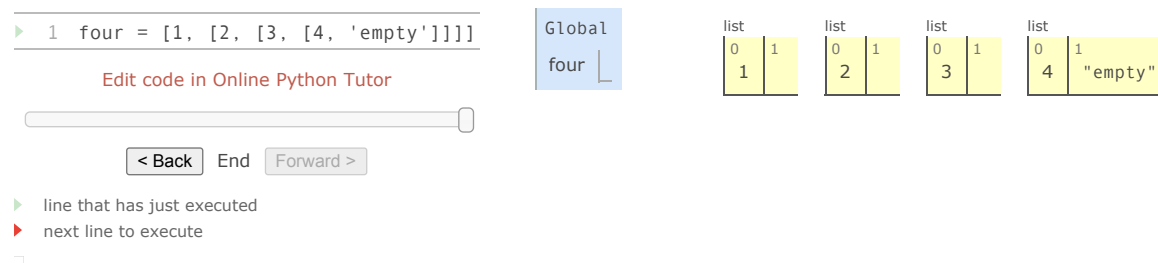 1 four = [1, [2, [3, [4, 'empty']]]]
Edit code in Online Python Tutor
< Back End Forward >
line that has just executed
next line to execute
Global
four
list list list list
0 1 0 1 0 1 0 1
1 2 3 4 "empty"